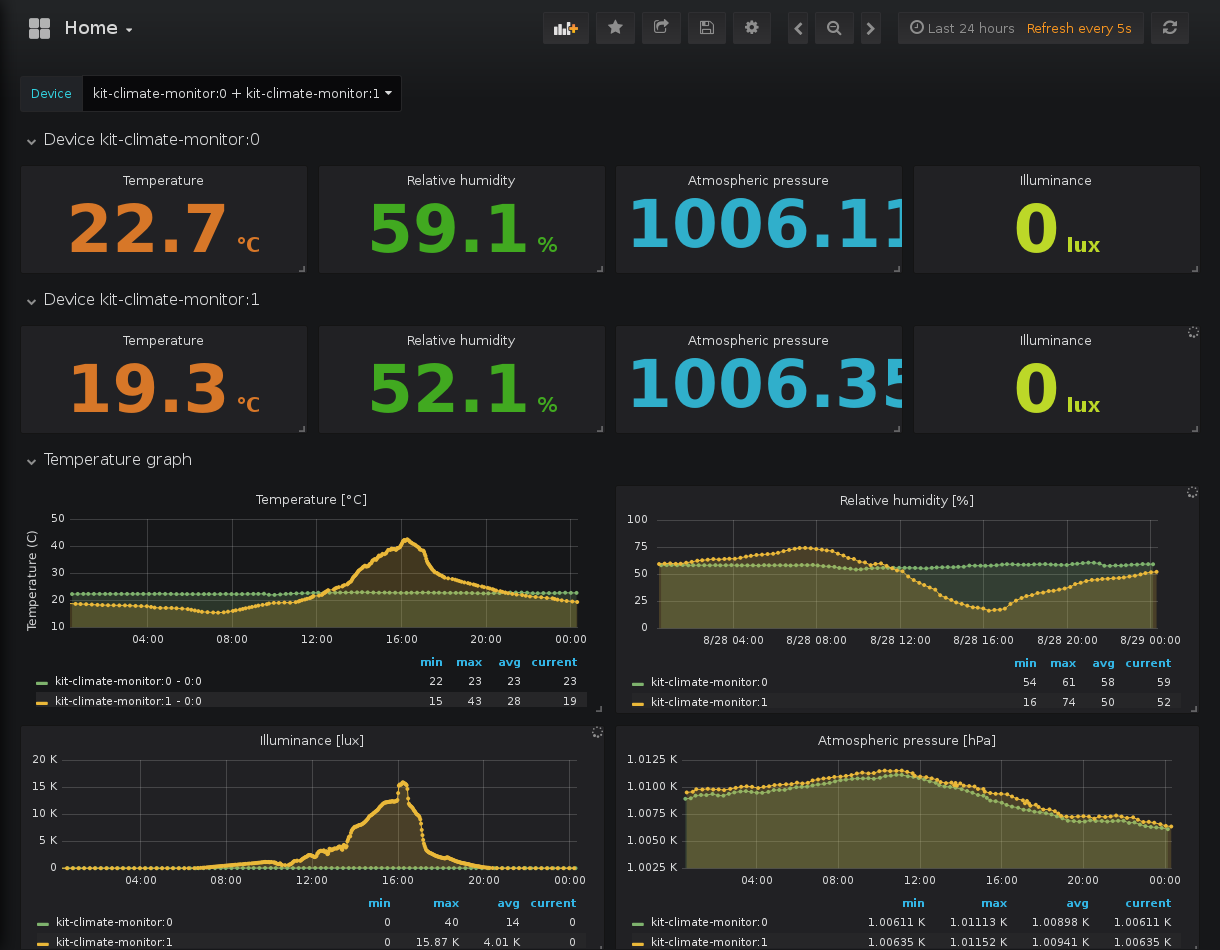 Home
Last 24 hours Refresh every 5s
Device kit-climate-monitor:0 + kit-climate-monitor:1
Device kit-climate-monitor:0
Temperature
22.7 °C
Relative humidity
59.1 %
Atmospheric pressure
1006.11
Illuminance
0 lux
Device kit-climate-monitor:1
Temperature
19.3 °C
Relative humidity
52.1 %
Atmospheric pressure
1006.35
Illuminance
0 lux
Temperature graph
Temperature [°C]
Temperature (C)
50
40
30
20
10
04:00 08:00 12:00 16:00 20:00 00:00
min max avg current
kit-climate-monitor:0 - 0:0 22 23 23 23
kit-climate-monitor:1 - 0:0 15 43 28 19
Relative humidity [%]
100
75
50
25
0
8/28 04:00 8/28 08:00 8/28 12:00 8/28 16:00 8/28 20:00 8/29 00:00
min max avg current
kit-climate-monitor:0 54 61 58 59
kit-climate-monitor:1 16 74 50 52
Illuminance [lux]
20 K
15 K
10 K
5 K
0
04:00 08:00 12:00 16:00 20:00 00:00
min max avg current
kit-climate-monitor:0 0 40 14 0
kit-climate-monitor:1 0 15.87 K 4.01 K 0
Atmospheric pressure [hPa]
1.0125 K
1.0100 K
1.0075 K
1.0050 K
1.0025 K
04:00 08:00 12:00 16:00 20:00 00:00
min max avg current
kit-climate-monitor:0 1.00611 K 1.01113 K 1.00898 K 1.00611 K
kit-climate-monitor:1 1.00635 K 1.01152 K 1.00941 K 1.00635 K